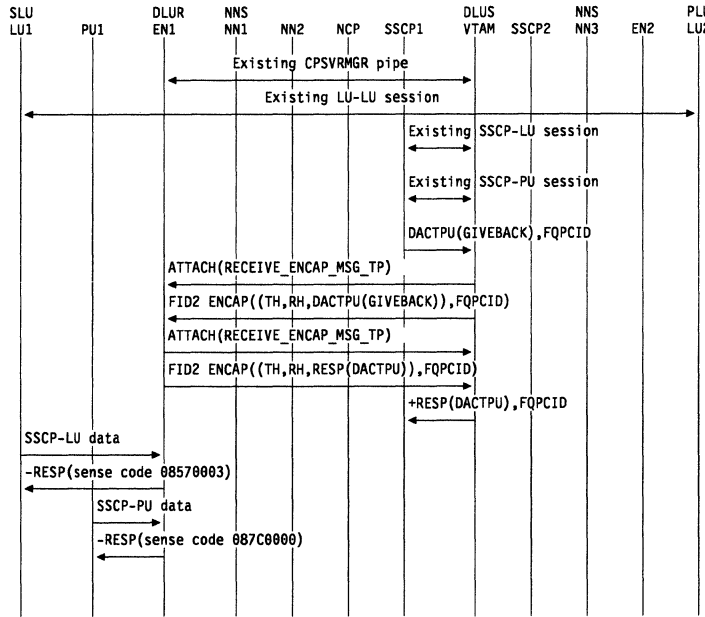 SLU DLUR NNS DLUS NNS PLU
LU1 PU1 EN1 NN1 NN2 NCP SSCP1 VTAM SSCP2 NN3 EN2 LU2
Existing CPSVRMGR pipe
Existing LU-LU session
Existing SSCP-LU session
Existing SSCP-PU session
DACTPU(GIVEBACK),FQPCID
ATTACH(RECEIVE_ENCAP_MSG_TP)
FID2 ENCAP((TH,RH,DACTPU(GIVEBACK)),FQPCID)
ATTACH(RECEIVE_ENCAP_MSG_TP)
FID2 ENCAP((TH,RH,RESP(DACTPU)),FQPCID)
+RESP(DACTPU),FQPCID
SSCP-LU data
-RESP(sense code 08570003)
SSCP-PU data
-RESP(sense code 087C0000)